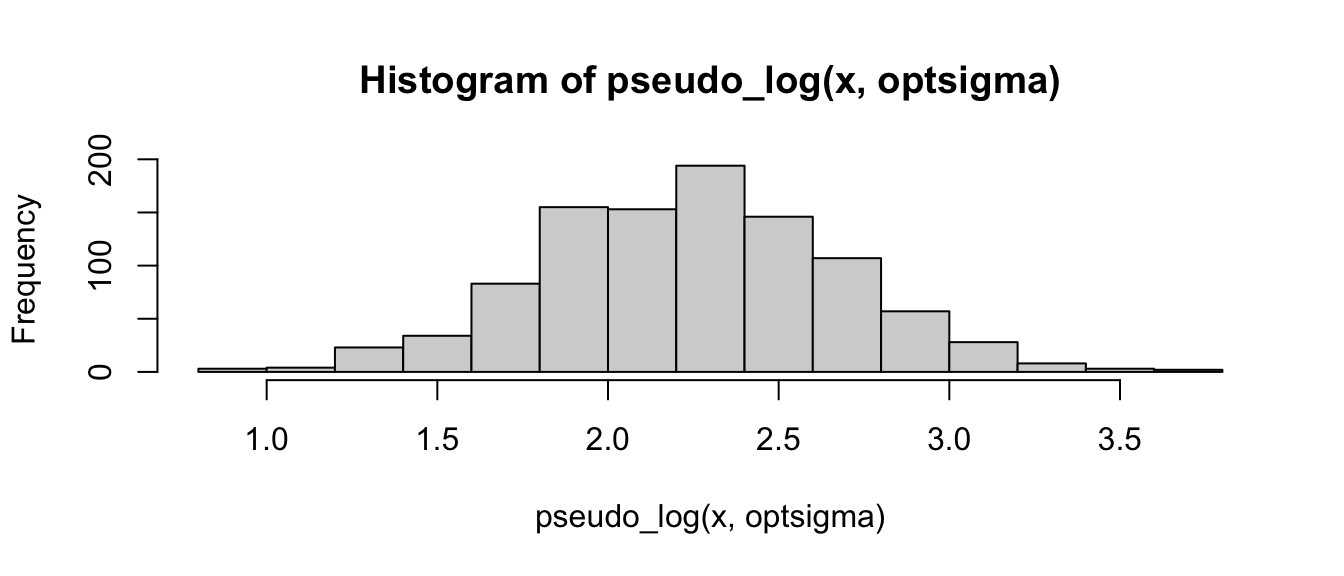 Histogram of pseudo_log(x, optsigma)
Frequency
200
100
0
1.0 1.5 2.0 2.5 3.0 3.5
pseudo_log(x, optsigma)